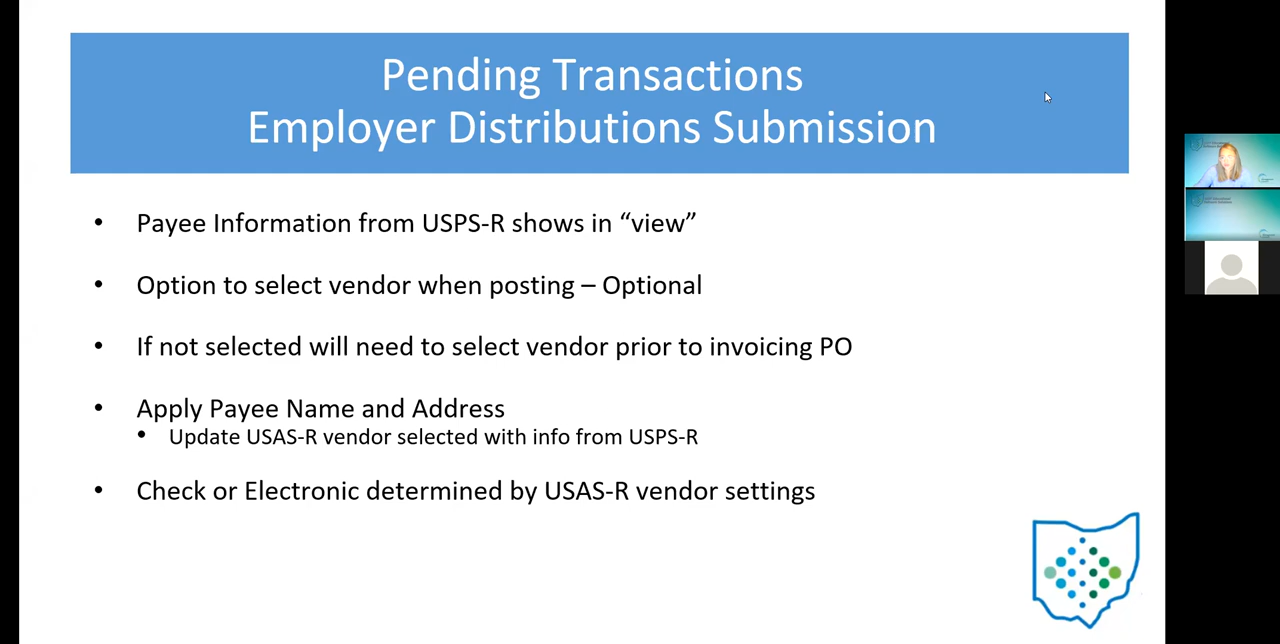 Pending Transactions
Employer Distributions Submission
• Payee Information from USPS-R shows in “view”
• Option to select vendor when posting – Optional
• If not selected will need to select vendor prior to invoicing PO
• Apply Payee Name and Address
• Update USAS-R vendor selected with info from USPS-R
• Check or Electronic determined by USAS-R vendor settings